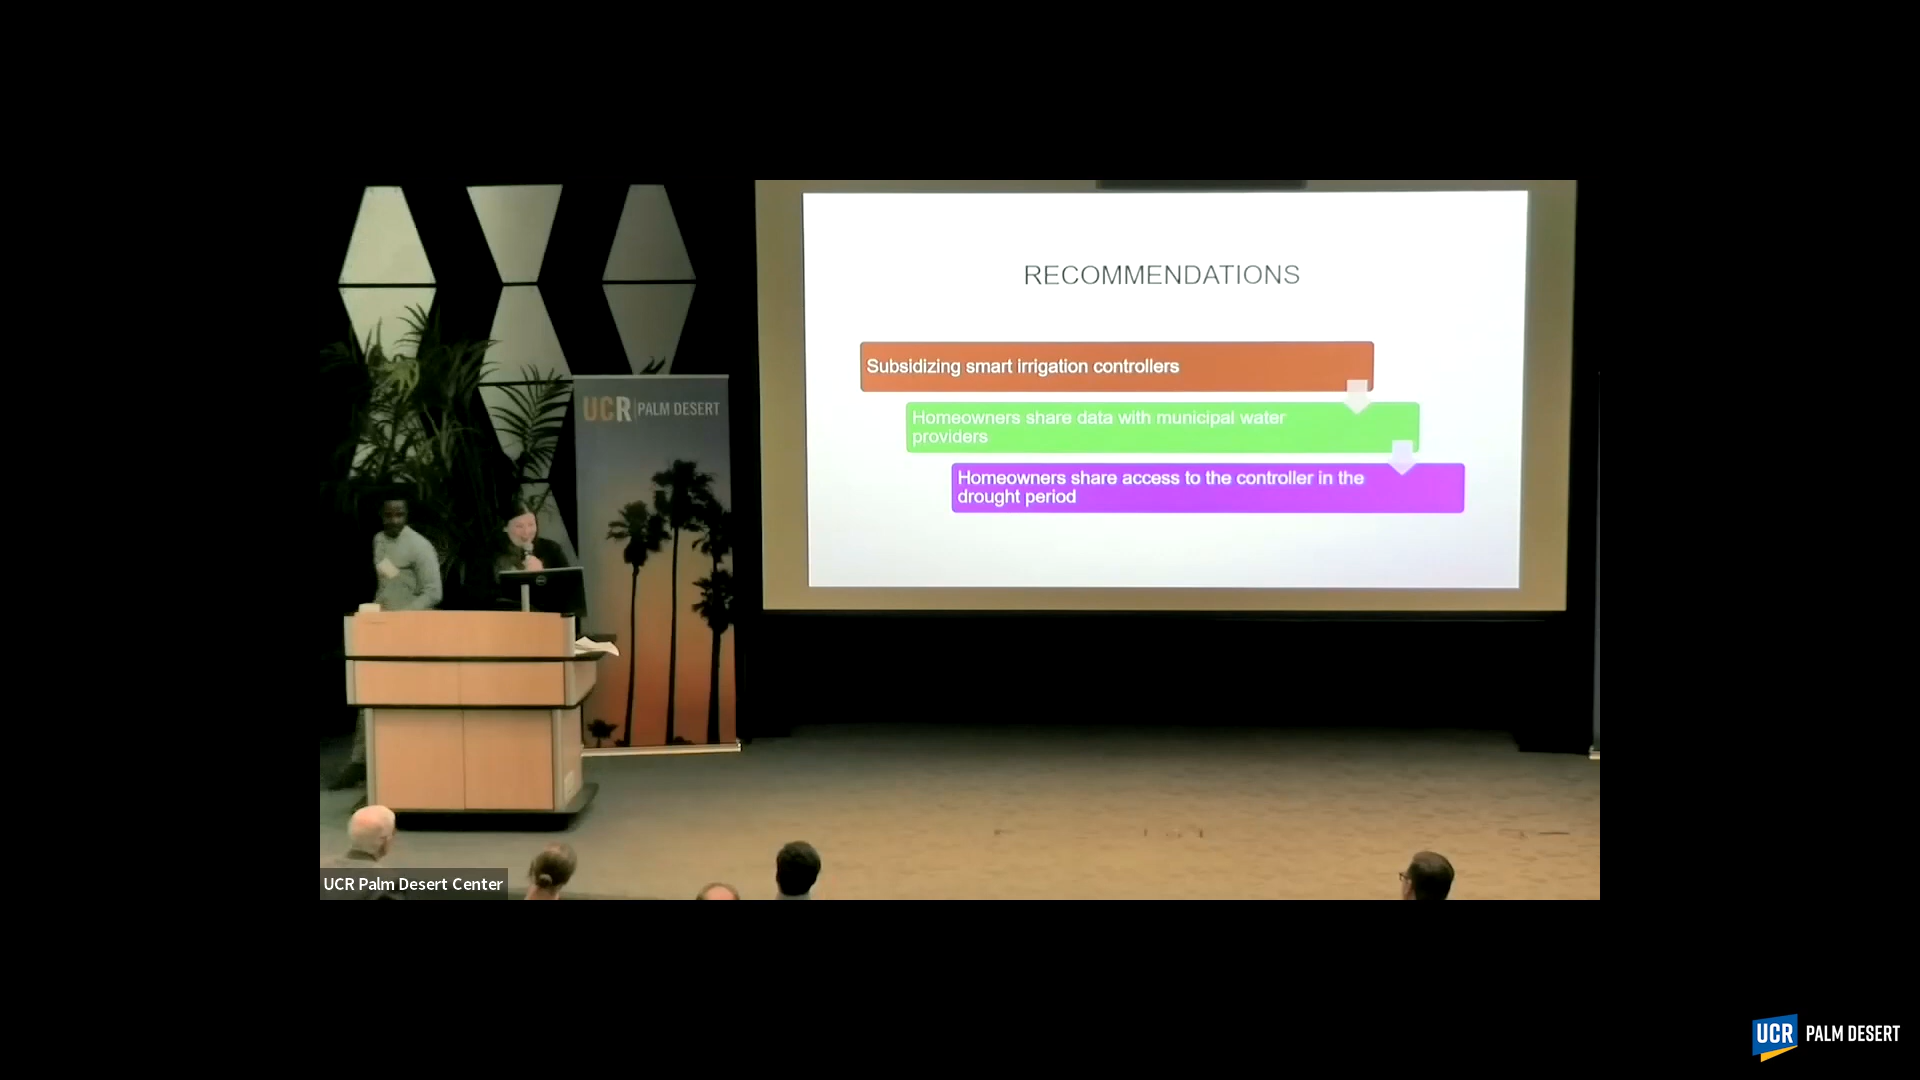 RECOMMENDATIONS
Subsidizing smart irrigation controllers
Homeowners share data with municipal water
providers
Homeowners share access to the controller in the
drought period
UCR PALM DESERT
UCR Palm Desert Center
UCR PALM DESERT